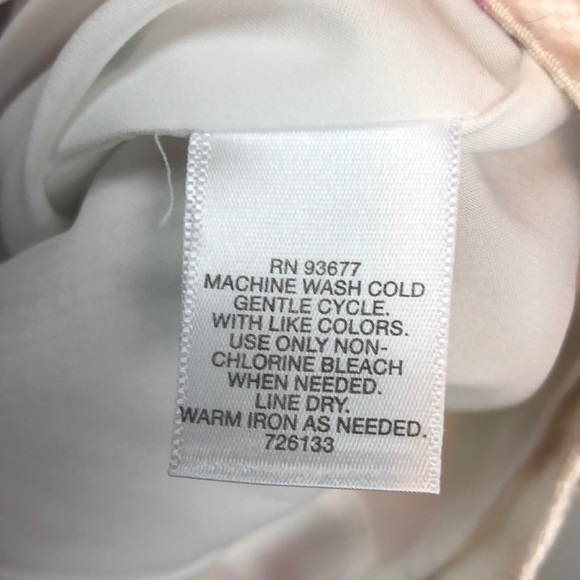 RN 93677
MACHINE WASH COLD
GENTLE CYCLE.
WITH LIKE COLORS.
USE ONLY NON-
CHLORINE BLEACH
WHEN NEEDED.
LINE DRY.
WARM IRON AS NEEDED.
726133